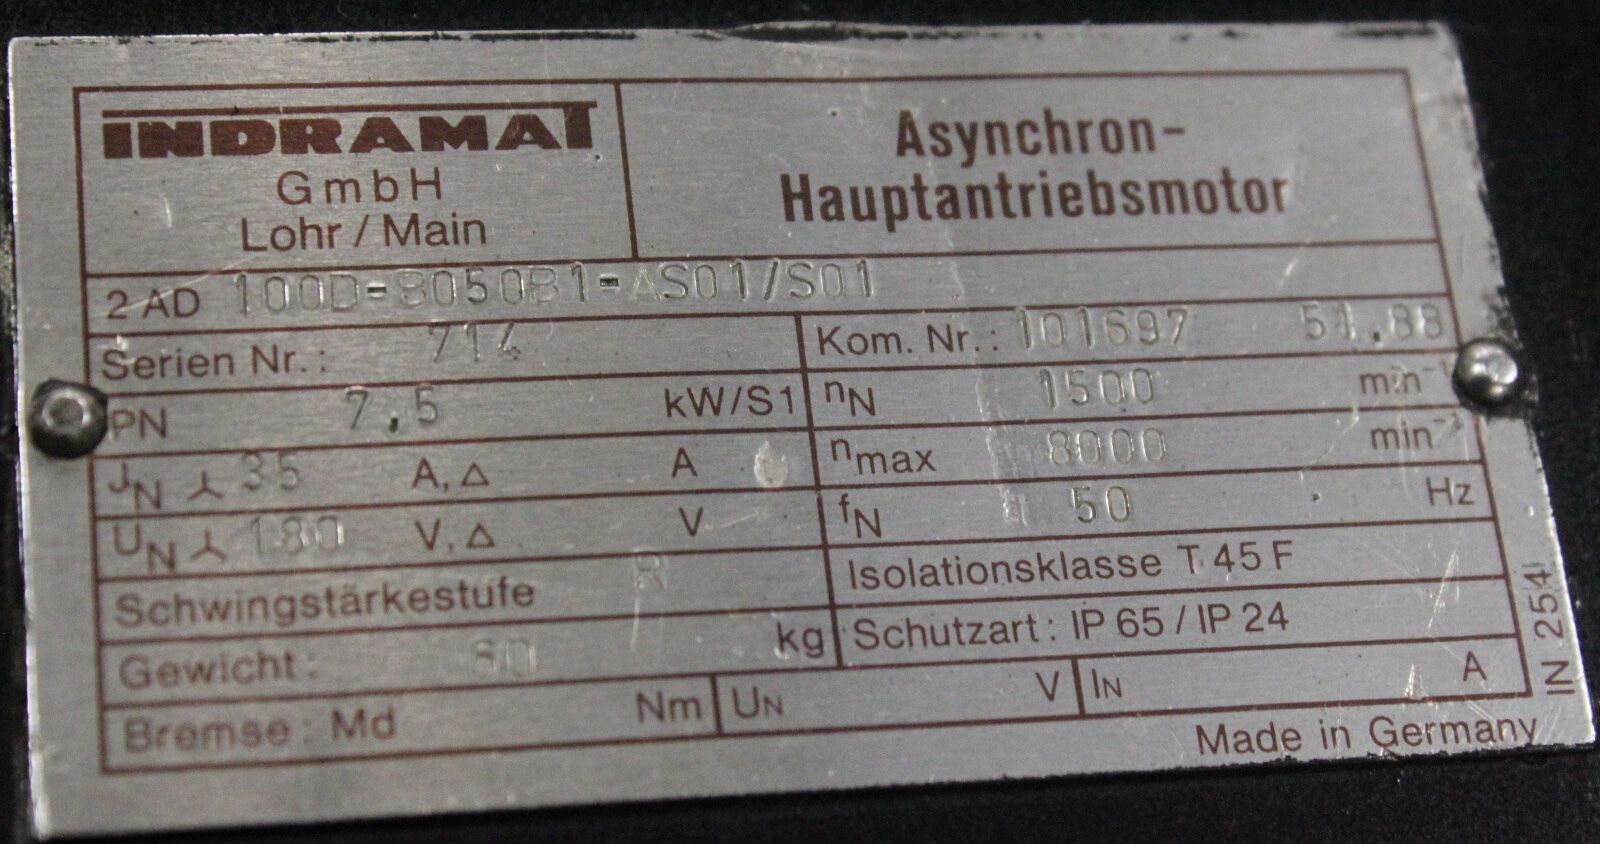 INDRAMAT
GmbH
Lohr / Main
Asynchron-
Hauptantriebsmotor
2 AD 100D-B050B1-AS01/S01
Serien Nr.: 714
Kom. Nr.: 101697 51.88
PN 7,5 kW/S1
nN 1500 min⁻¹
JN ⅄ 35 A, △ A
nmax 8000 min⁻¹
UN ⅄ 180 V, △ V
fN 50 Hz
Schwingstärkestufe R
Isolationsklasse T 45 F
Gewicht: 60 kg
Schutzart: IP 65 / IP 24
Bremse: Md Nm UN V IN A
Made in Germany
IN 254